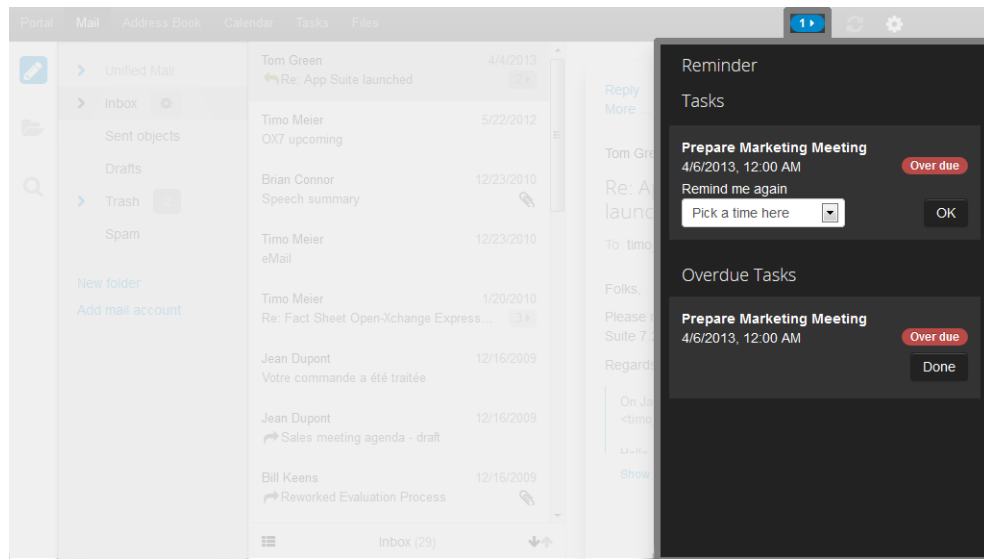 Portal Mail Address Book Calendar Tasks Files
1
Unified Mail
Inbox
Sent objects
Drafts
Trash 2
Spam
New folder
Add mail account
Tom Green 4/4/2013
Re: App Suite launched 2
Timo Meier 5/22/2012
OX7 upcoming
Brian Connor 12/23/2010
Speech summary
Timo Meier 12/23/2010
eMail
Timo Meier 1/20/2010
Re: Fact Sheet Open-Xchange Express... 3
Jean Dupont 12/16/2009
Votre commande a été traitée
Jean Dupont 12/16/2009
Sales meeting agenda - draft
Bill Keens 12/16/2009
Reworked Evaluation Process
Inbox (29)
Reply
More
Tom Gre
Re: A
launc
To timo
Folks,
Please
Suite 7.
Regards
On Ja
<timo
Hello
Show
Reminder
Tasks
Prepare Marketing Meeting
4/6/2013, 12:00 AM Over due
Remind me again
Pick a time here OK
Overdue Tasks
Prepare Marketing Meeting
4/6/2013, 12:00 AM Over due
Done